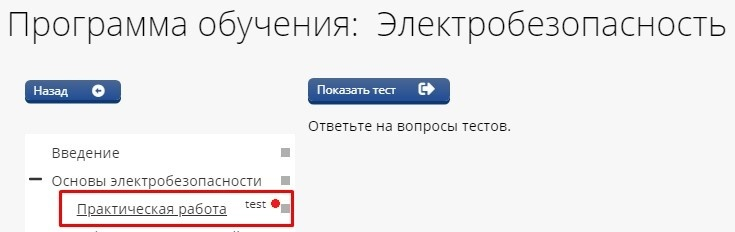 Программа обучения: Электробезопасность
Назад
Показать тест
Ответьте на вопросы тестов.
Введение
Основы электробезопасности
Практическая работа test